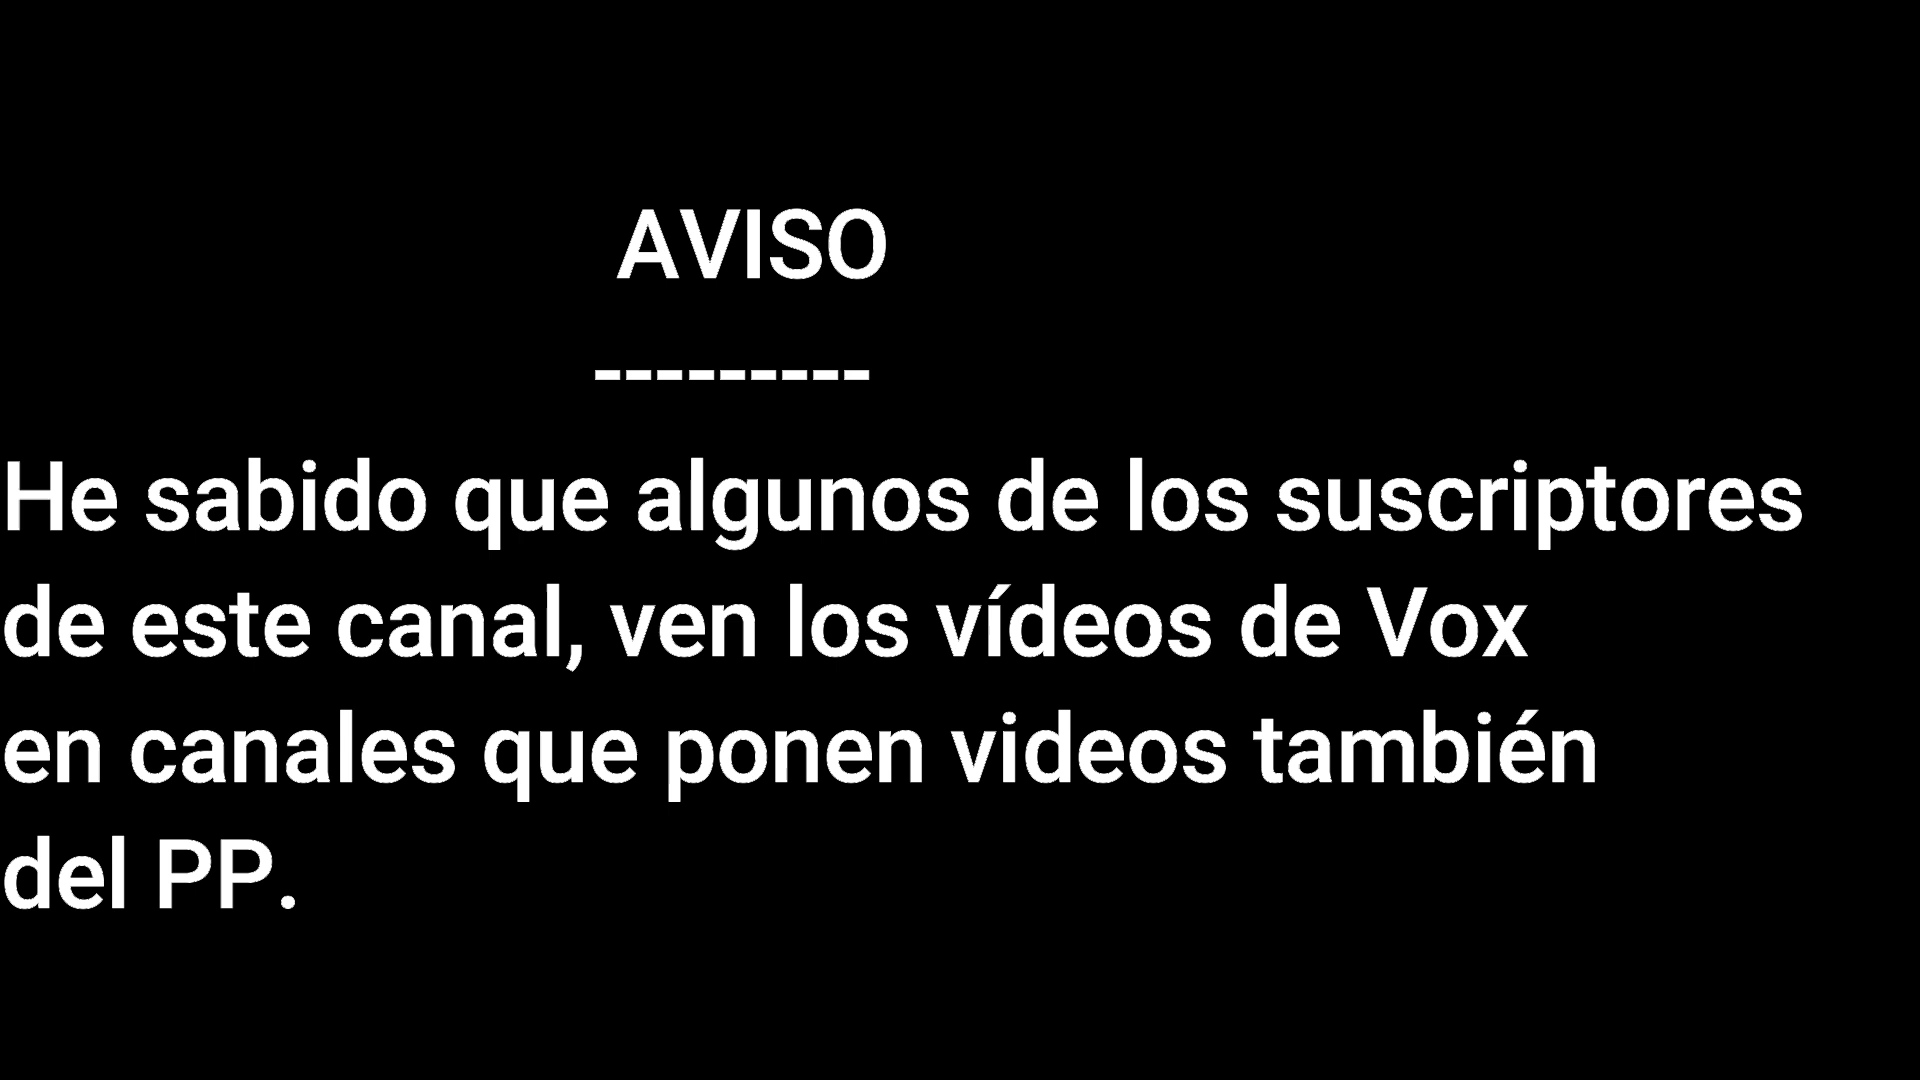 AVISO
---------
He sabido que algunos de los suscriptores
de este canal, ven los vídeos de Vox
en canales que ponen videos también
del PP.